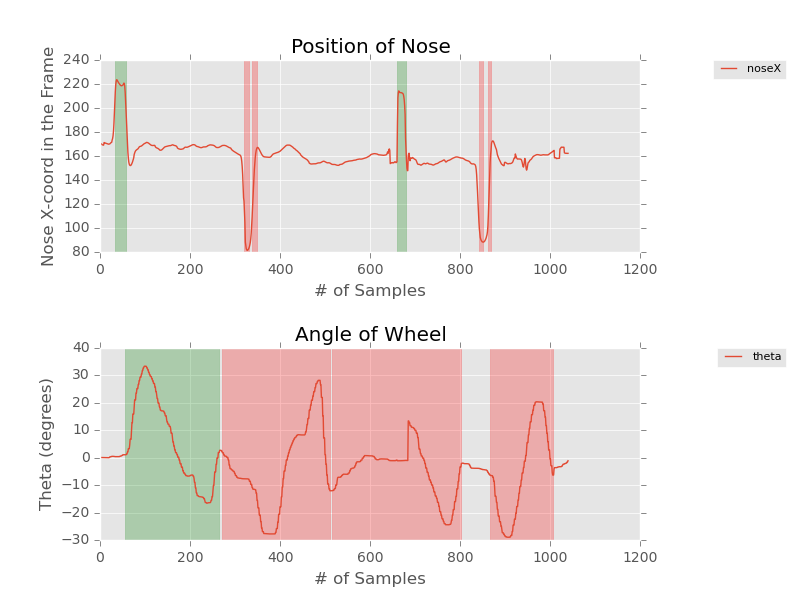 Position of Nose
Nose X-coord in the Frame
240
220
200
180
160
140
120
100
80
0 200 400 600 800 1000 1200
# of Samples
noseX
Angle of Wheel
Theta (degrees)
40
30
20
10
0
−10
−20
−30
0 200 400 600 800 1000 1200
# of Samples
theta